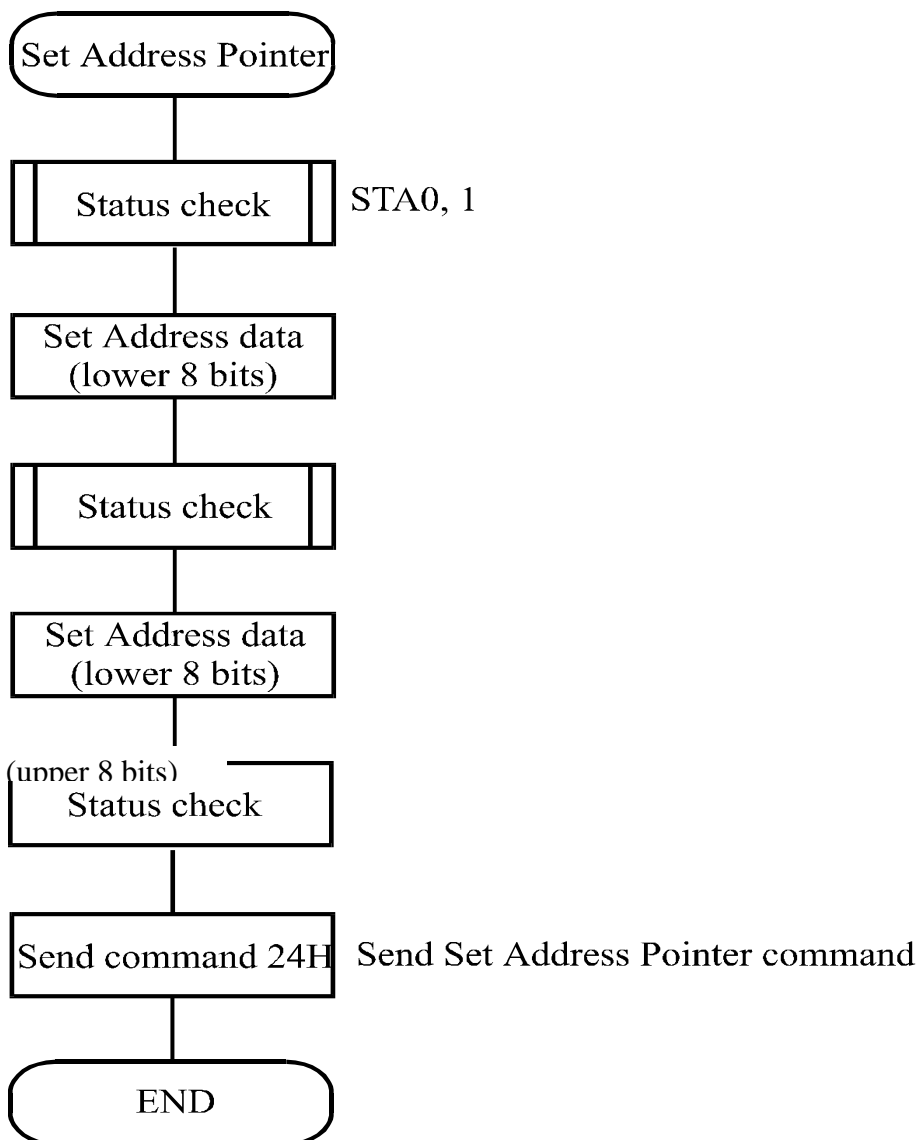 Set Address Pointer
Status check
STA0, 1
Set Address data
(lower 8 bits)
Status check
Set Address data
(lower 8 bits)
(upper 8 bits)
Status check
Send command 24H
Send Set Address Pointer command
END